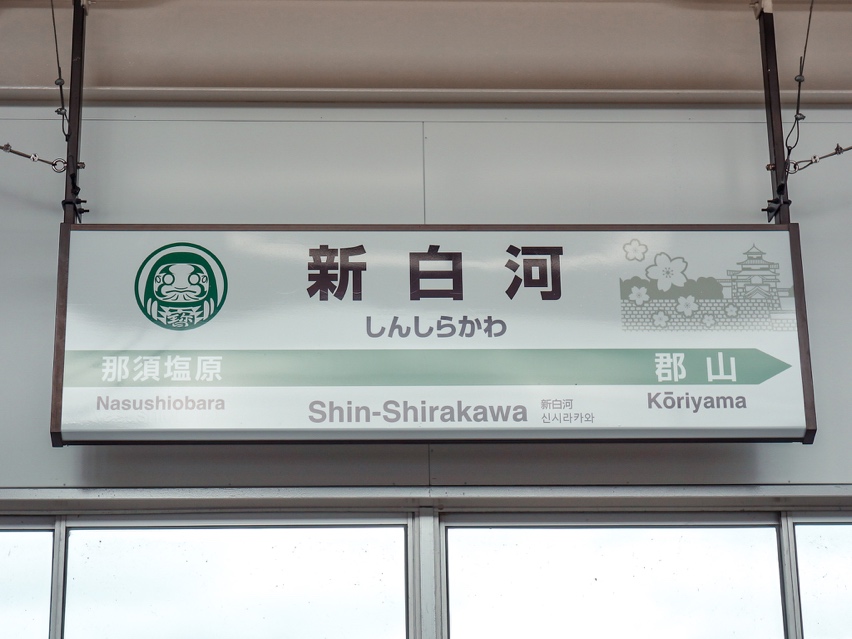 新白河
しんしらかわ
那須塩原
郡山
Nasushiobara
Shin-Shirakawa
新白河
신시라카와
Kōriyama